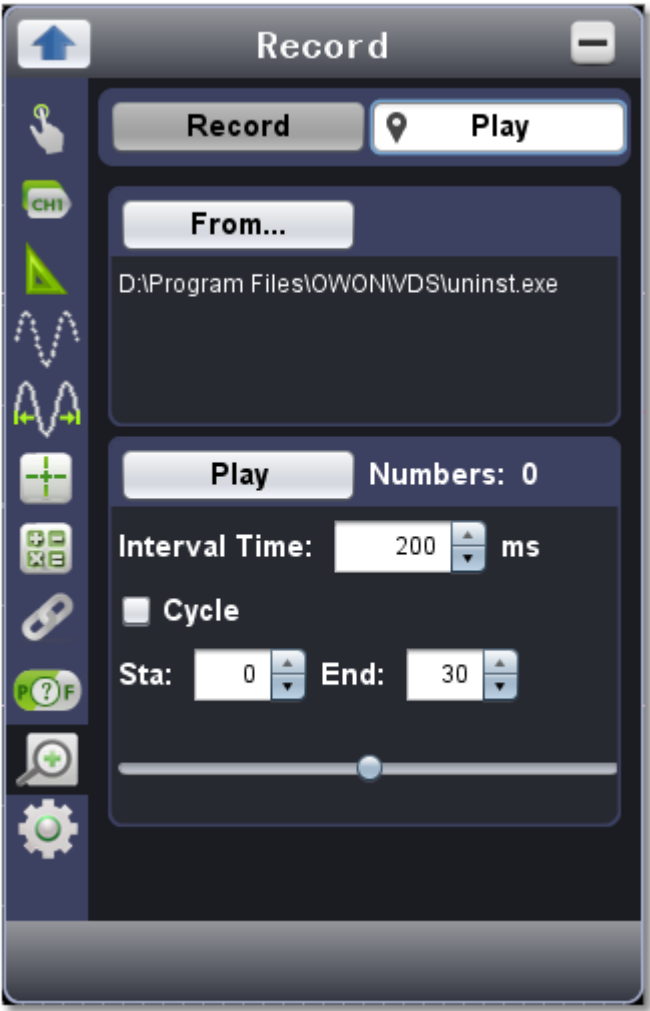 Record
Record Play
CH1
From...
D:\Program Files\OWON\VDS\uninst.exe
Play Numbers: 0
Interval Time: 200 ms
Cycle
Sta: 0 End: 30
P?F